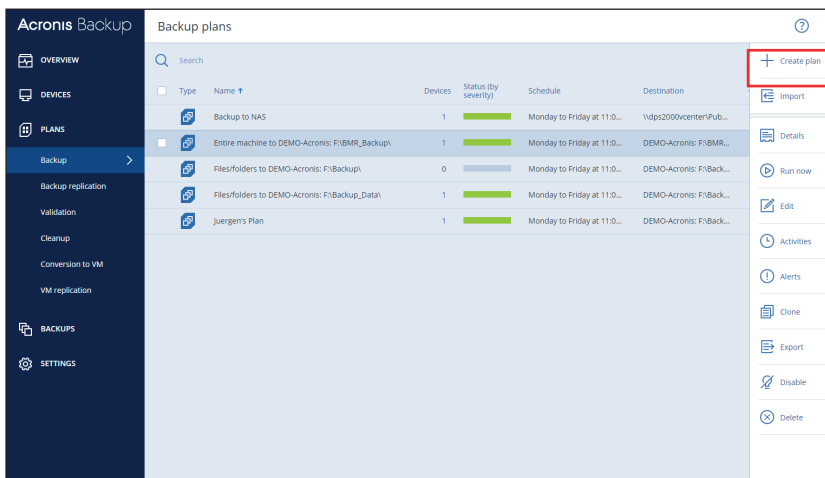 Acronis Backup
Backup plans
OVERVIEW
DEVICES
PLANS
Backup
Backup replication
Validation
Cleanup
Conversion to VM
VM replication
BACKUPS
SETTINGS
Search
Type Name Devices Status (by severity) Schedule Destination
Backup to NAS 1 Monday to Friday at 11:0... \\dps2000vcenter\Pub...
Entire machine to DEMO-Acronis: F:\BMR_Backup\ 1 Monday to Friday at 11:0... DEMO-Acronis: F:\BMR...
Files/folders to DEMO-Acronis: F:\Backup\ 0 Monday to Friday at 11:0... DEMO-Acronis: F:\Back...
Files/folders to DEMO-Acronis: F:\Backup_Data\ 1 Monday to Friday at 11:0... DEMO-Acronis: F:\Back...
Juergen's Plan 1 Monday to Friday at 11:0... DEMO-Acronis: F:\Back...
Create plan
Import
Details
Run now
Edit
Activities
Alerts
Clone
Export
Disable
Delete